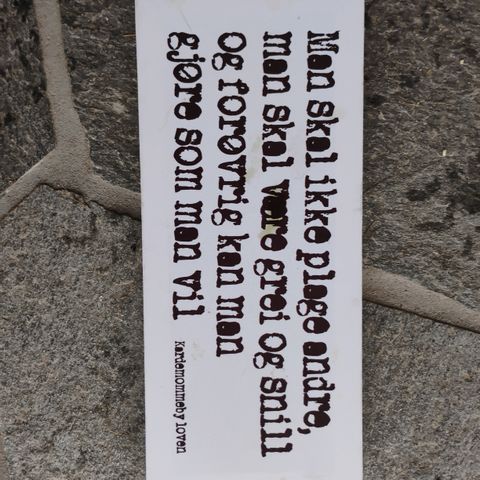 Man skal ikke plage andre,
man skal være grei og snill
og forøvrig kan man
gjøre som man vil
Kardemommeby loven